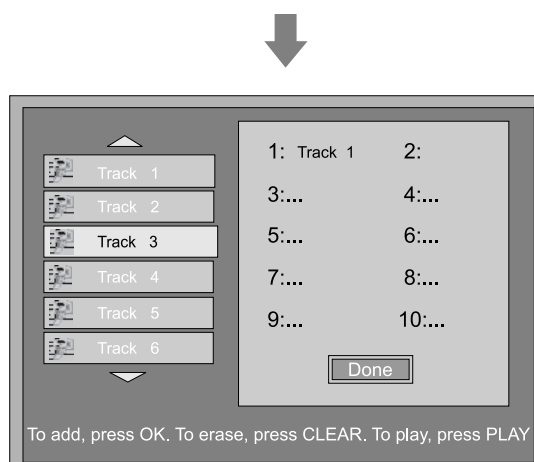 Track 1
Track 2
Track 3
Track 4
Track 5
Track 6
1: Track 1 2:
3:... 4:...
5:... 6:...
7:... 8:...
9:... 10:...
Done
To add, press OK. To erase, press CLEAR. To play, press PLAY